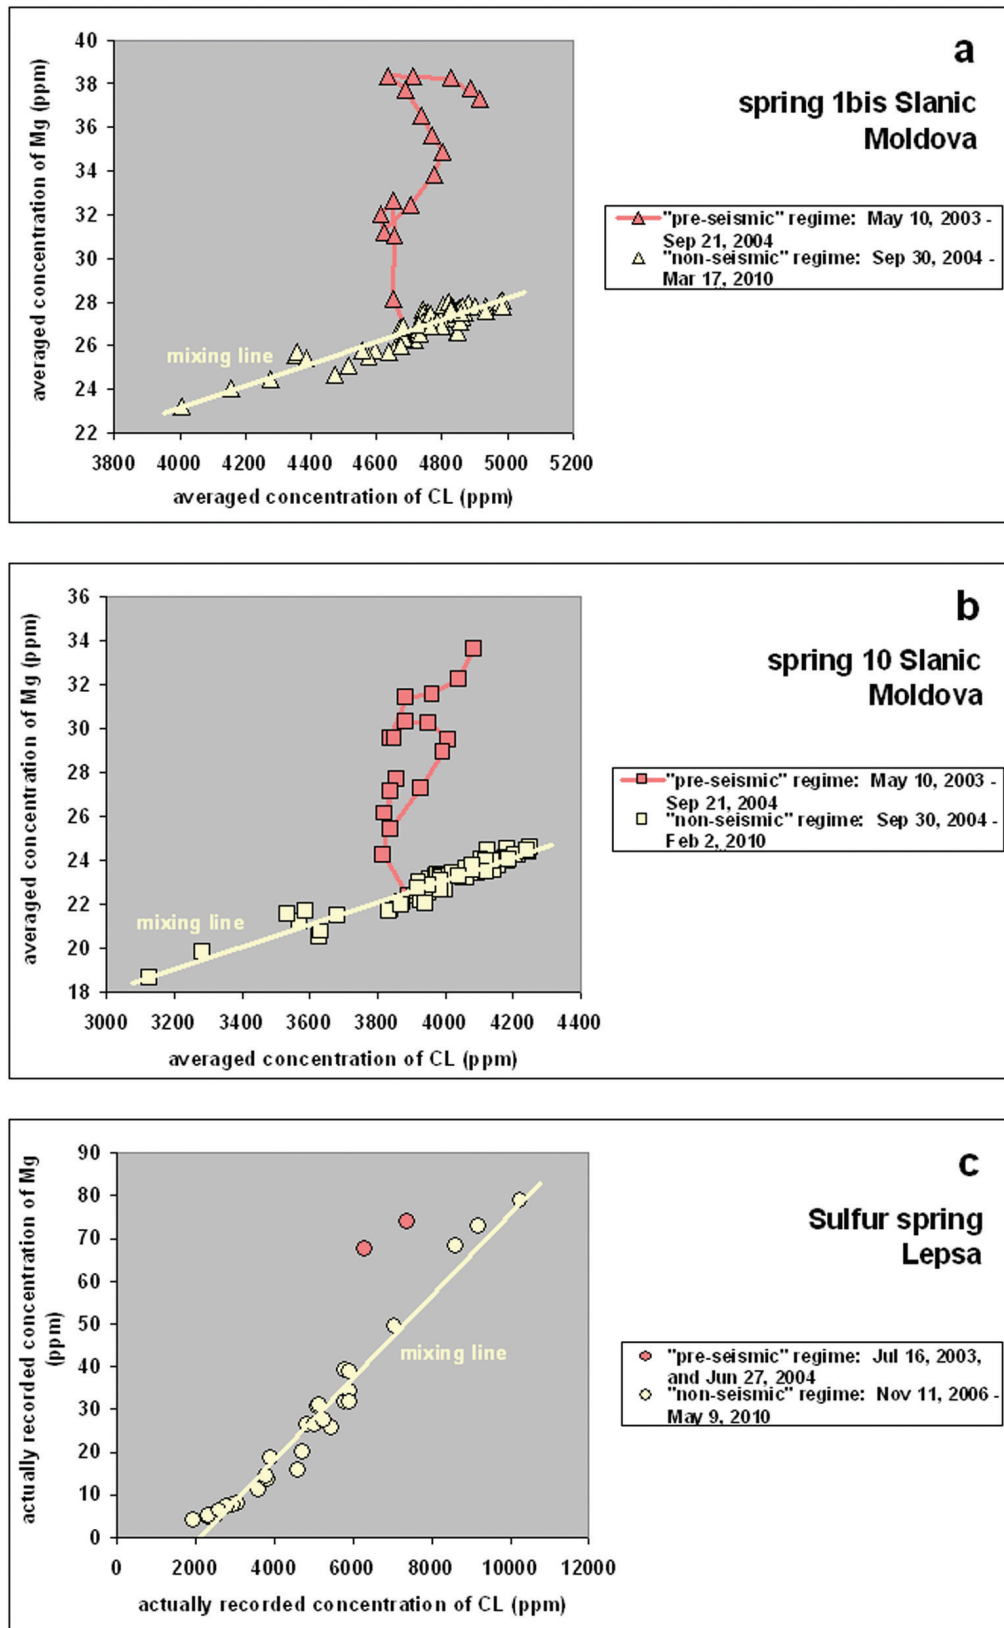 a
spring 1bis Slanic
Moldova
40
38
36
34
32
30
28
26
24
22
averaged concentration of Mg (ppm)
mixing line
3800 4000 4200 4400 4600 4800 5000 5200
averaged concentration of CL (ppm)
"pre-seismic" regime: May 10, 2003 -
Sep 21, 2004
"non-seismic" regime: Sep 30, 2004 -
Mar 17, 2010
b
spring 10 Slanic
Moldova
36
34
32
30
28
26
24
22
20
18
averaged concentration of Mg (ppm)
mixing line
3000 3200 3400 3600 3800 4000 4200 4400
averaged concentration of CL (ppm)
"pre-seismic" regime: May 10, 2003 -
Sep 21, 2004
"non-seismic" regime: Sep 30, 2004 -
Feb 2, 2010
c
Sulfur spring
Lepsa
90
80
70
60
50
40
30
20
10
0
actually recorded concentration of Mg
(ppm)
mixing line
0 2000 4000 6000 8000 10000 12000
actually recorded concentration of CL (ppm)
"pre-seismic" regime: Jul 16, 2003,
and Jun 27, 2004
"non-seismic" regime: Nov 11, 2006 -
May 9, 2010